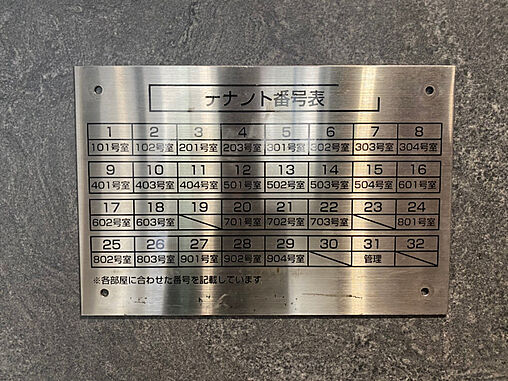 テナント番号表
1 2 3 4 5 6 7 8
101号室 102号室 201号室 203号室 301号室 302号室 303号室 304号室
9 10 11 12 13 14 15 16
401号室 403号室 404号室 501号室 502号室 503号室 504号室 601号室
17 18 19 20 21 22 23 24
602号室 603号室 701号室 702号室 703号室 801号室
25 26 27 28 29 30 31 32
802号室 803号室 901号室 902号室 904号室 管理
※各部屋に合わせた番号を記載しています